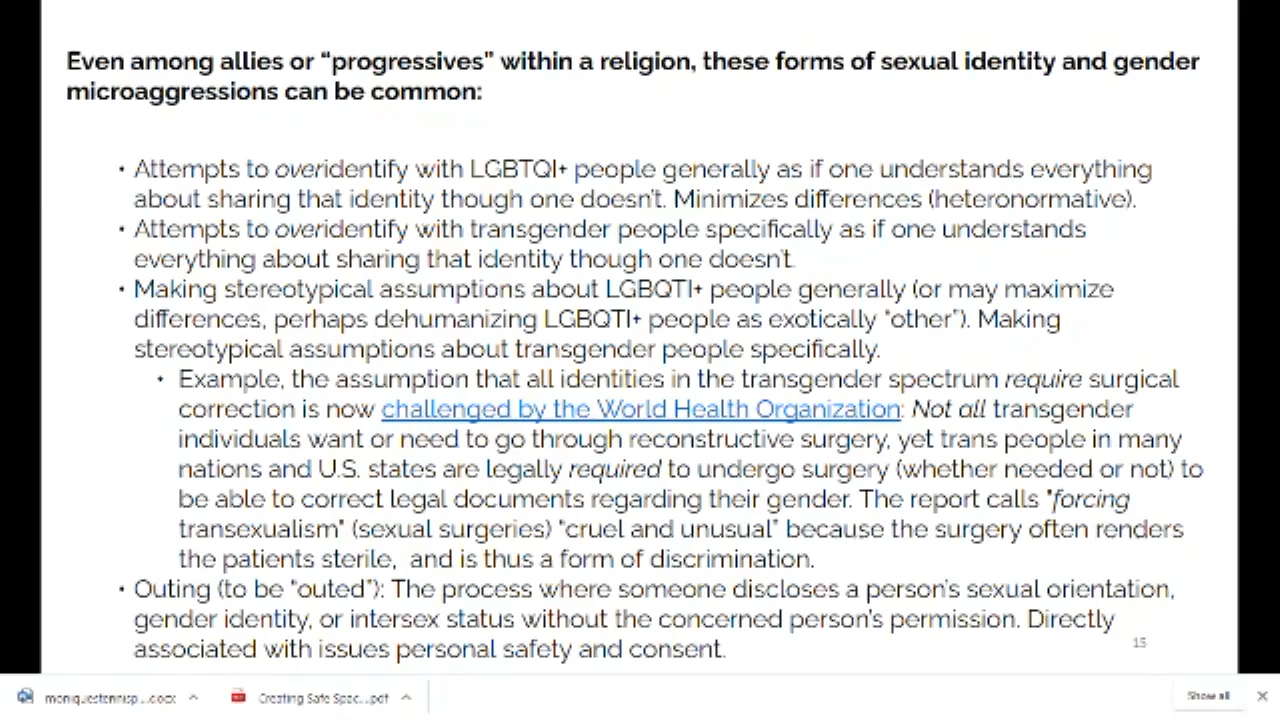 Even among allies or “progressives” within a religion, these forms of sexual identity and gender
microaggressions can be common:
• Attempts to overidentify with LGBTQI+ people generally as if one understands everything
about sharing that identity though one doesn't. Minimizes differences (heteronormative).
• Attempts to overidentify with transgender people specifically as if one understands
everything about sharing that identity though one doesn't.
• Making stereotypical assumptions about LGBQTI+ people generally (or may maximize
differences, perhaps dehumanizing LGBQTI+ people as exotically “other”). Making
stereotypical assumptions about transgender people specifically.
• Example, the assumption that all identities in the transgender spectrum require surgical
correction is now challenged by the World Health Organization: Not all transgender
individuals want or need to go through reconstructive surgery, yet trans people in many
nations and U.S. states are legally required to undergo surgery (whether needed or not) to
be able to correct legal documents regarding their gender. The report calls "forcing
transexualism" (sexual surgeries) “cruel and unusual” because the surgery often renders
the patients sterile, and is thus a form of discrimination.
• Outing (to be “outed”): The process where someone discloses a person's sexual orientation,
gender identity, or intersex status without the concerned person's permission. Directly
associated with issues personal safety and consent.
15
moniquestennisp....docx
Creating Safe Spac....pdf
Show all